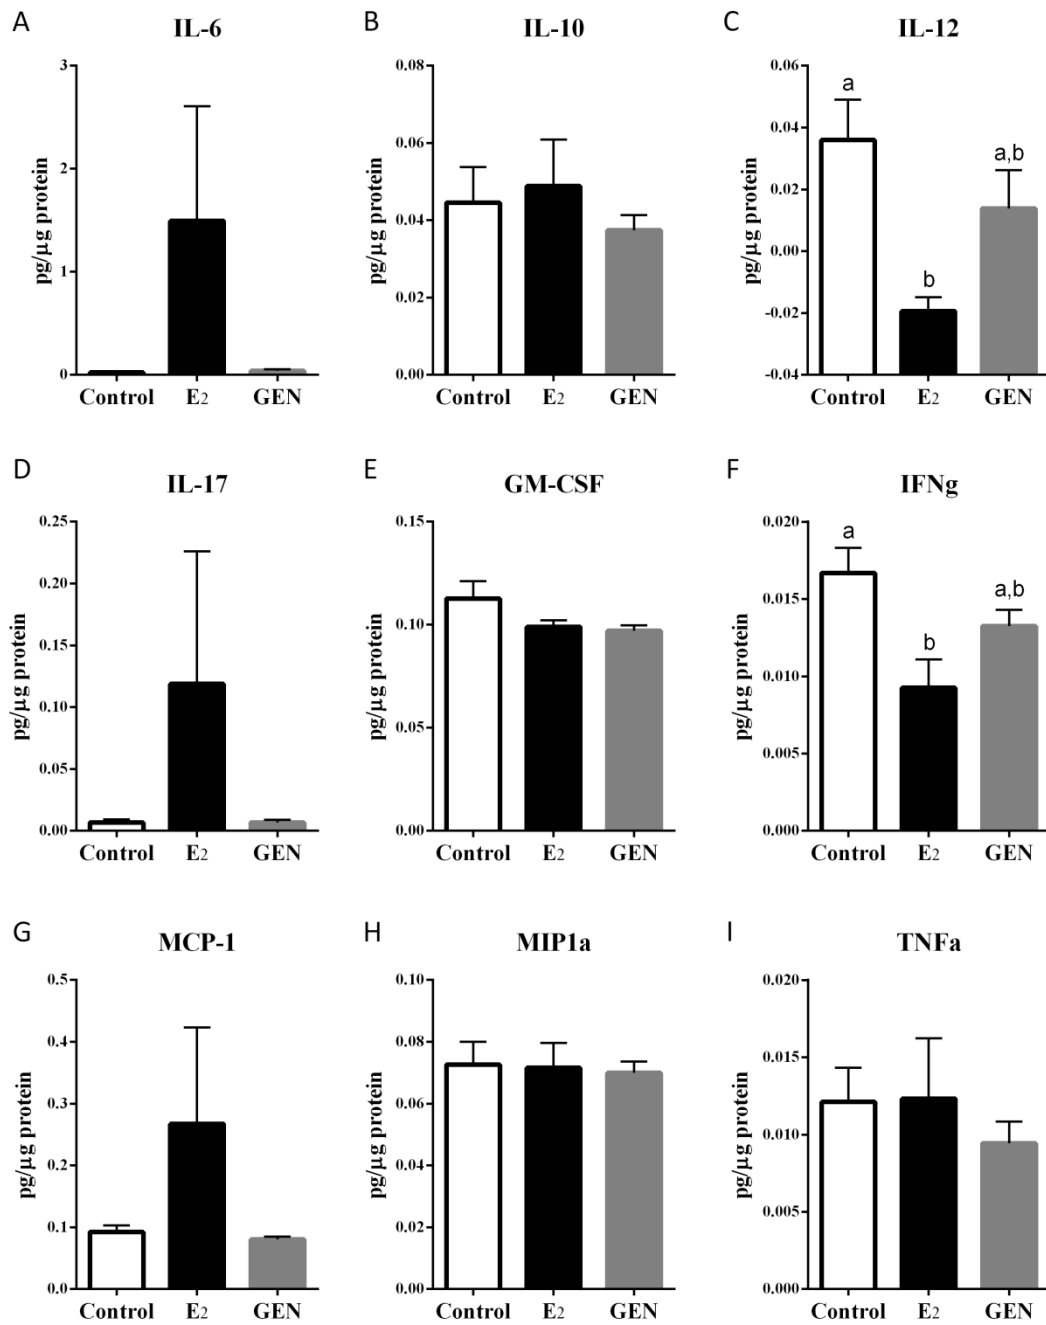 A IL-6
pg/µg protein
3
2
1
0
Control E2 GEN
B IL-10
pg/µg protein
0.08
0.06
0.04
0.02
0.00
Control E2 GEN
C IL-12
pg/µg protein
0.06
0.04
0.02
0.00
-0.02
-0.04
a
b
a,b
Control E2 GEN
D IL-17
pg/µg protein
0.25
0.20
0.15
0.10
0.05
0.00
Control E2 GEN
E GM-CSF
pg/µg protein
0.15
0.10
0.05
0.00
Control E2 GEN
F IFNg
pg/µg protein
0.020
0.015
0.010
0.005
0.000
a
b
a,b
Control E2 GEN
G MCP-1
pg/µg protein
0.5
0.4
0.3
0.2
0.1
0.0
Control E2 GEN
H MIP1a
pg/µg protein
0.10
0.08
0.06
0.04
0.02
0.00
Control E2 GEN
I TNFa
pg/µg protein
0.020
0.015
0.010
0.005
0.000
Control E2 GEN